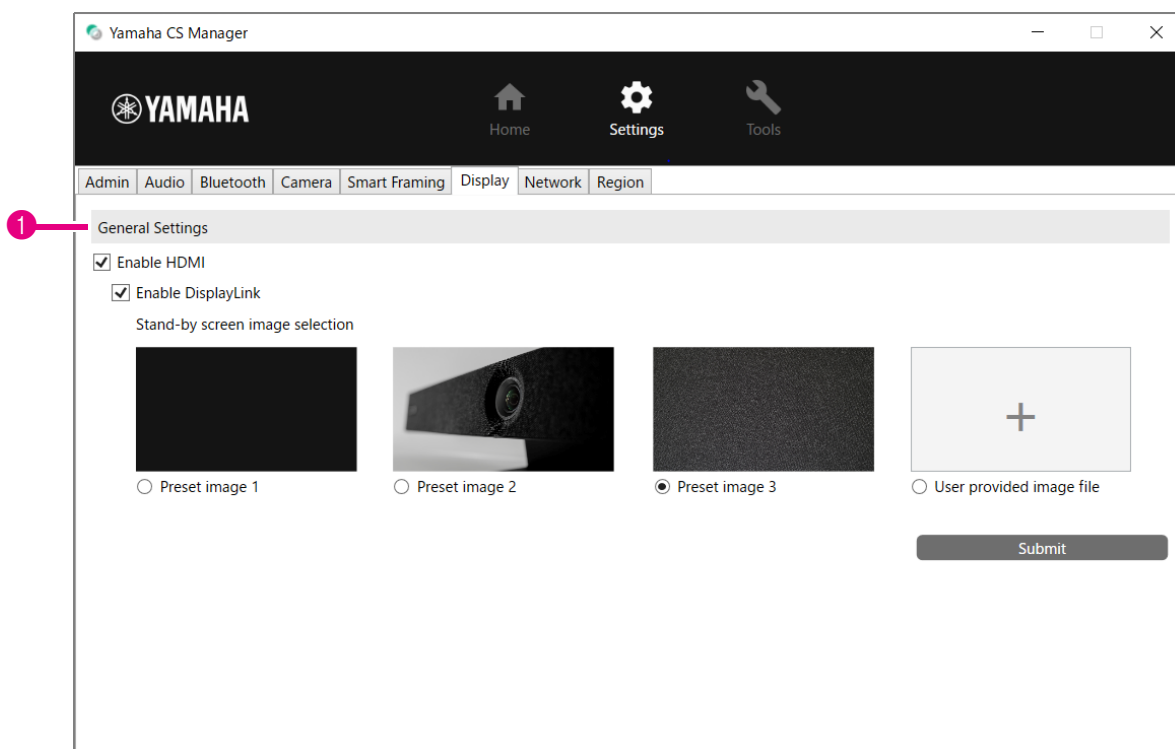 Yamaha CS Manager
YAMAHA
Home Settings Tools
Admin Audio Bluetooth Camera Smart Framing Display Network Region
1
General Settings
Enable HDMI
Enable DisplayLink
Stand-by screen image selection
Preset image 1 Preset image 2 Preset image 3 User provided image file
Submit